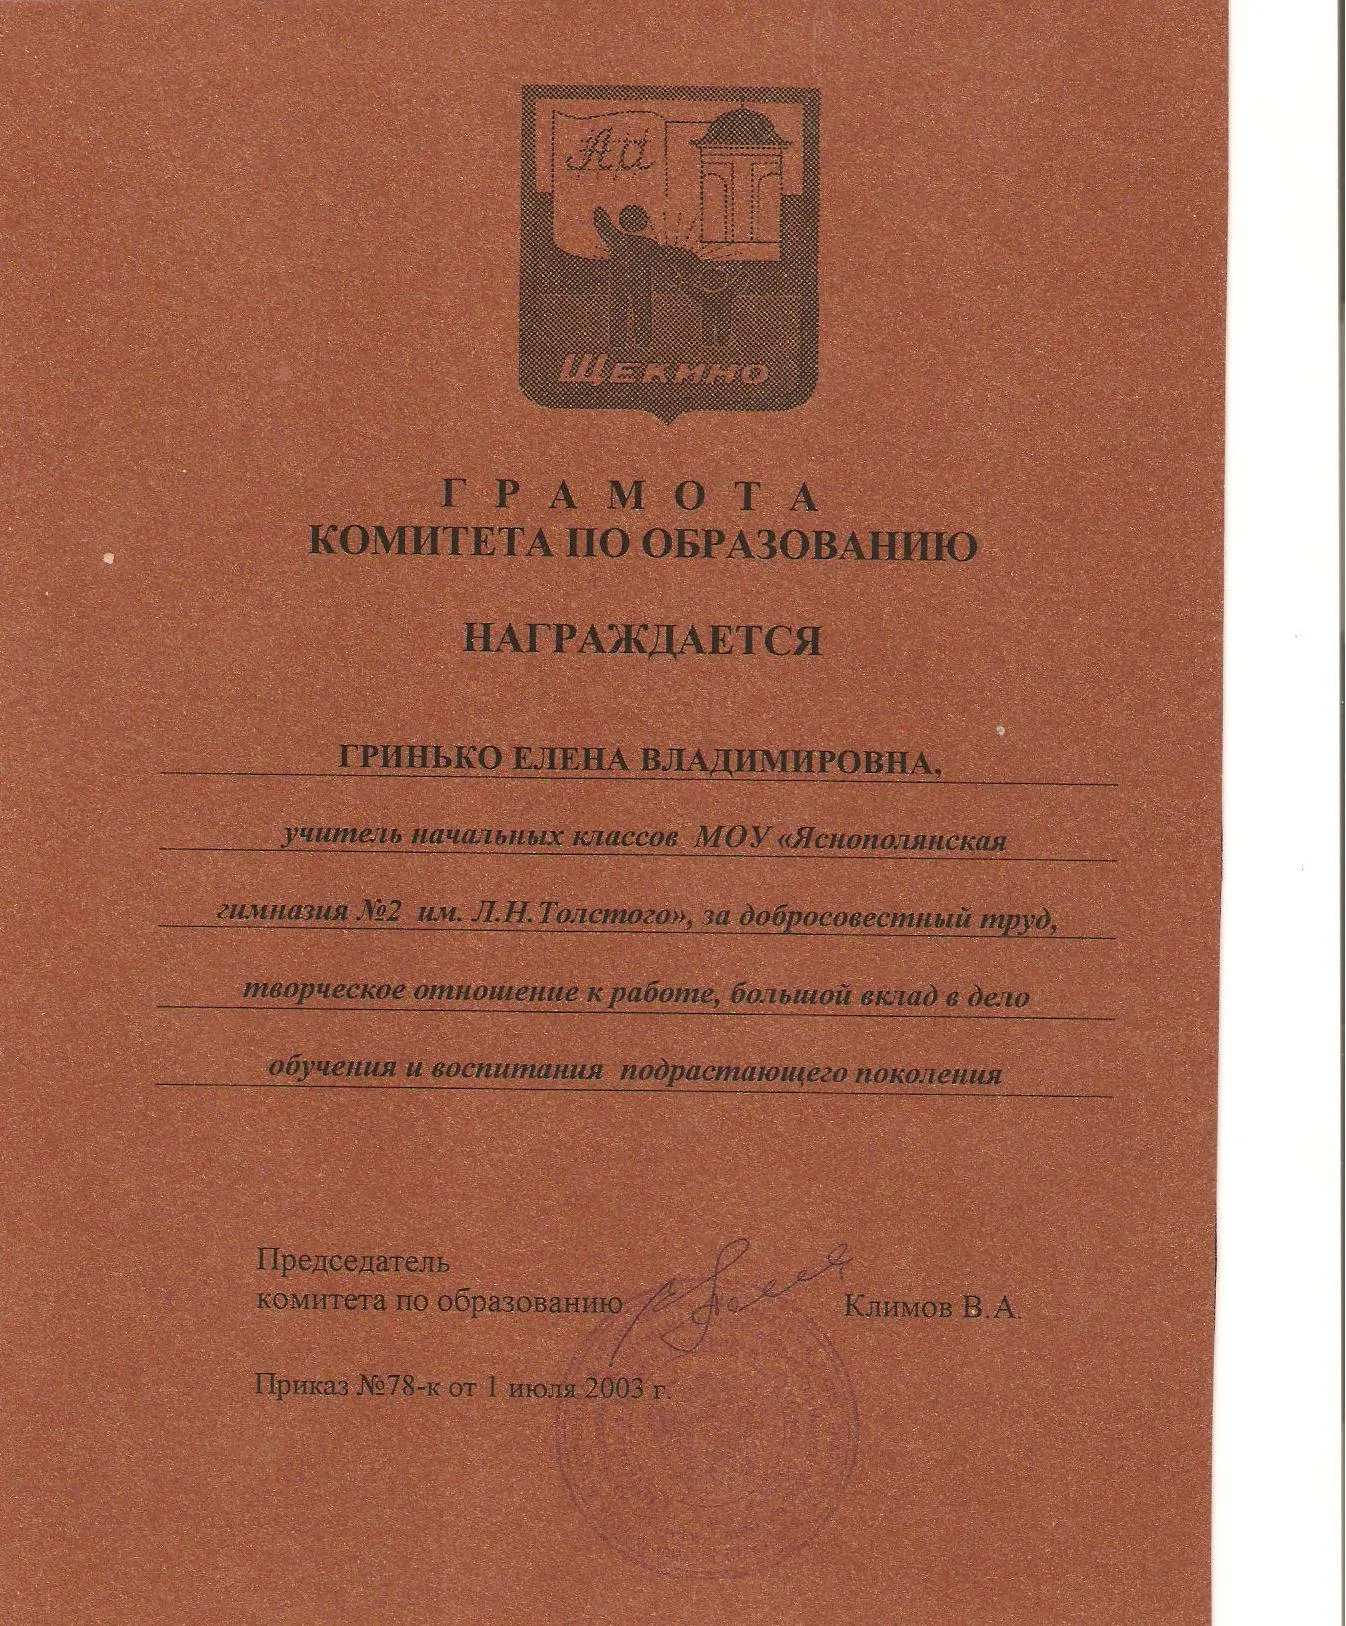 Ап
Щекино
ГРАМОТА
КОМИТЕТА ПО ОБРАЗОВАНИЮ
НАГРАЖДАЕТСЯ
ГРИНЬКО ЕЛЕНА ВЛАДИМИРОВНА,
учитель начальных классов МОУ «Яснополянская
гимназия №2 им. Л.Н.Толстого», за добросовестный труд,
творческое отношение к работе, большой вклад в дело
обучения и воспитания подрастающего поколения
Председатель
комитета по образованию Климов В.А.
Приказ №78-к от 1 июля 2003 г.